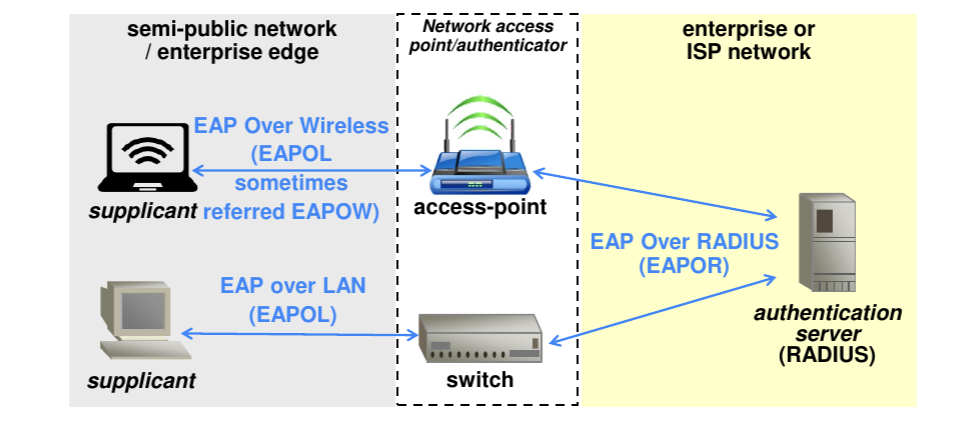 semi-public network
/ enterprise edge
Network access
point/authenticator
enterprise or
ISP network
EAP Over Wireless
(EAPOL
sometimes
referred EAPOW)
supplicant
access-point
EAP Over RADIUS
(EAPOR)
EAP over LAN
(EAPOL)
authentication
server
(RADIUS)
supplicant
switch